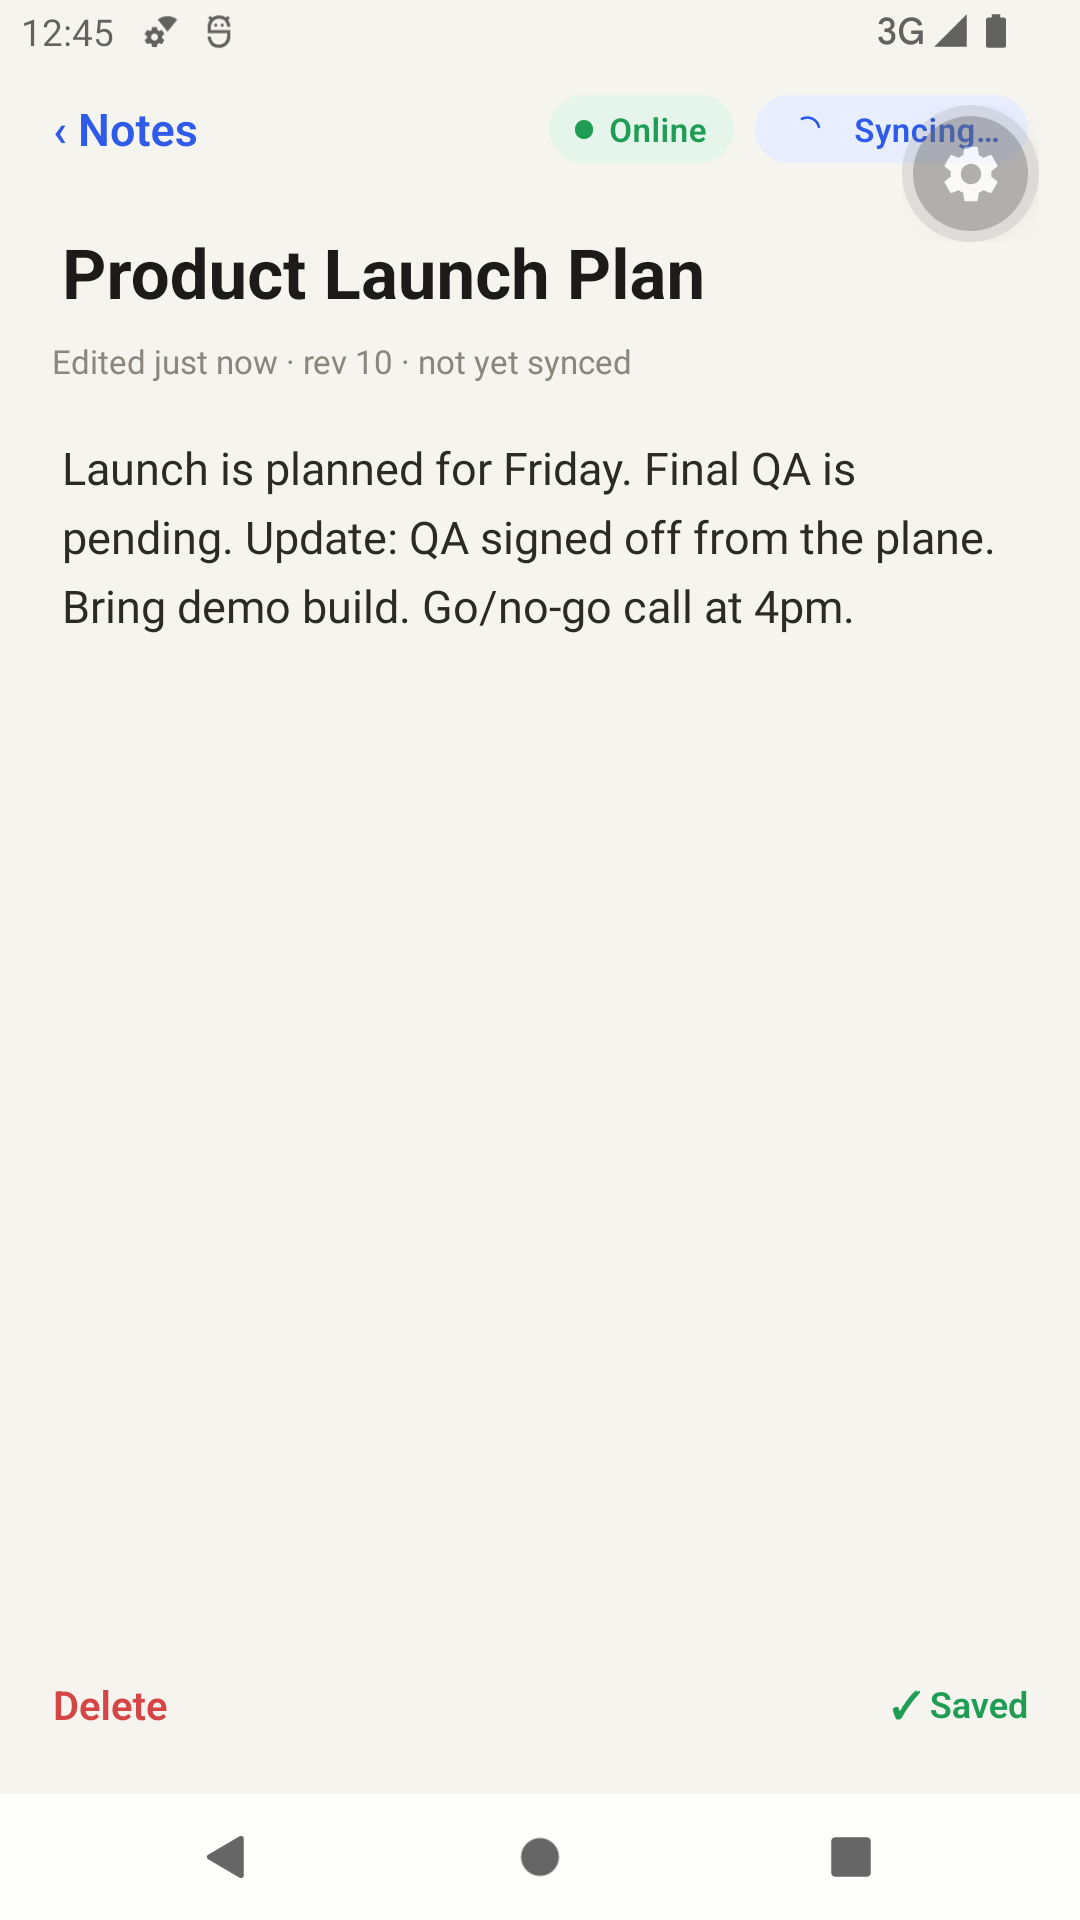 12:45
3G
‹ Notes
Online
Syncing...
Product Launch Plan
Edited just now · rev 10 · not yet synced
Launch is planned for Friday. Final QA is
pending. Update: QA signed off from the plane.
Bring demo build. Go/no-go call at 4pm.
Delete
✓ Saved